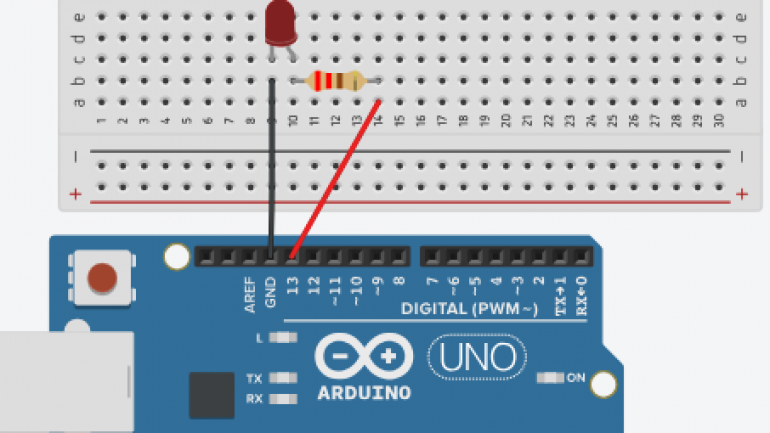 e e
d d
c c
b b
a a
1 2 3 4 5 6 7 8 9 10 11 12 13 14 15 16 17 18 19 20 21 22 23 24 25 26 27 28 29 30
− −
+ +
AREF GND 13 12 ~11 ~10 ~9 8 7 ~6 ~5 4 ~3 2 TX→1 RX←0
DIGITAL (PWM~)
L
UNO
TX ON
RX ARDUINO